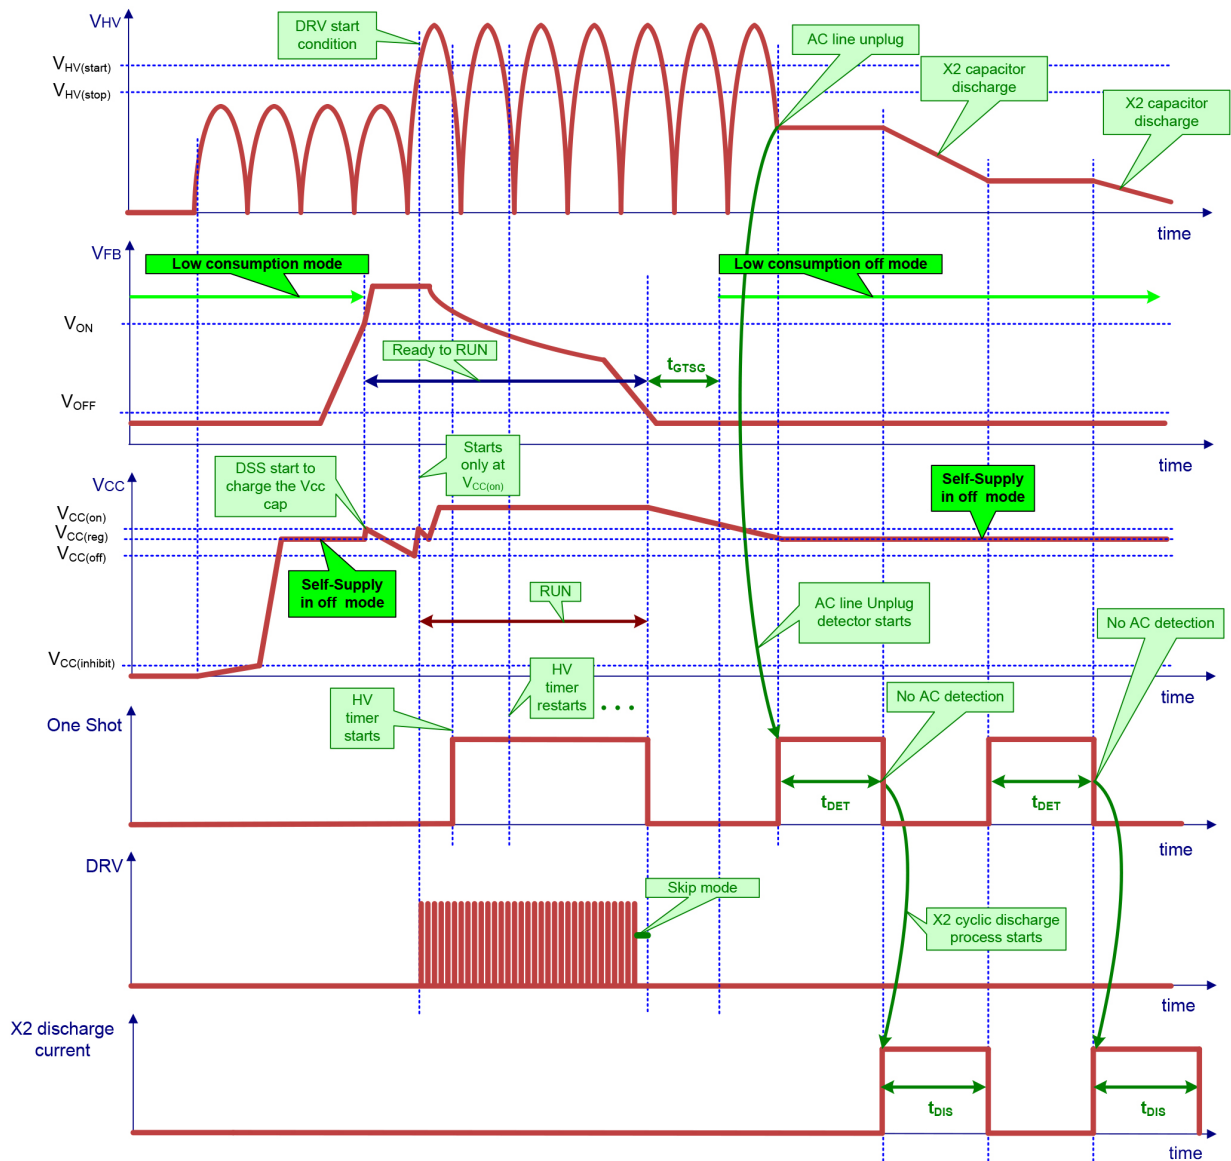 VHV
DRV start
condition
AC line unplug
VHV(start)
VHV(stop)
X2 capacitor
discharge
X2 capacitor
discharge
time
VFB
Low consumption mode
Low consumption off mode
VON
Ready to RUN
tGTSG
VOFF
time
Starts
only at
VCC(on)
DSS start to
charge the Vcc
cap
VCC
Self-Supply
in off mode
VCC(on)
VCC(reg)
VCC(off)
Self-Supply
in off mode
RUN
AC line Unplug
detector starts
No AC detection
VCC(inhibit)
time
HV
timer
restarts
. . .
HV
timer
starts
No AC detection
One Shot
tDET
tDET
time
DRV
Skip mode
X2 cyclic discharge
process starts
time
X2 discharge
current
tDIS
tDIS
time